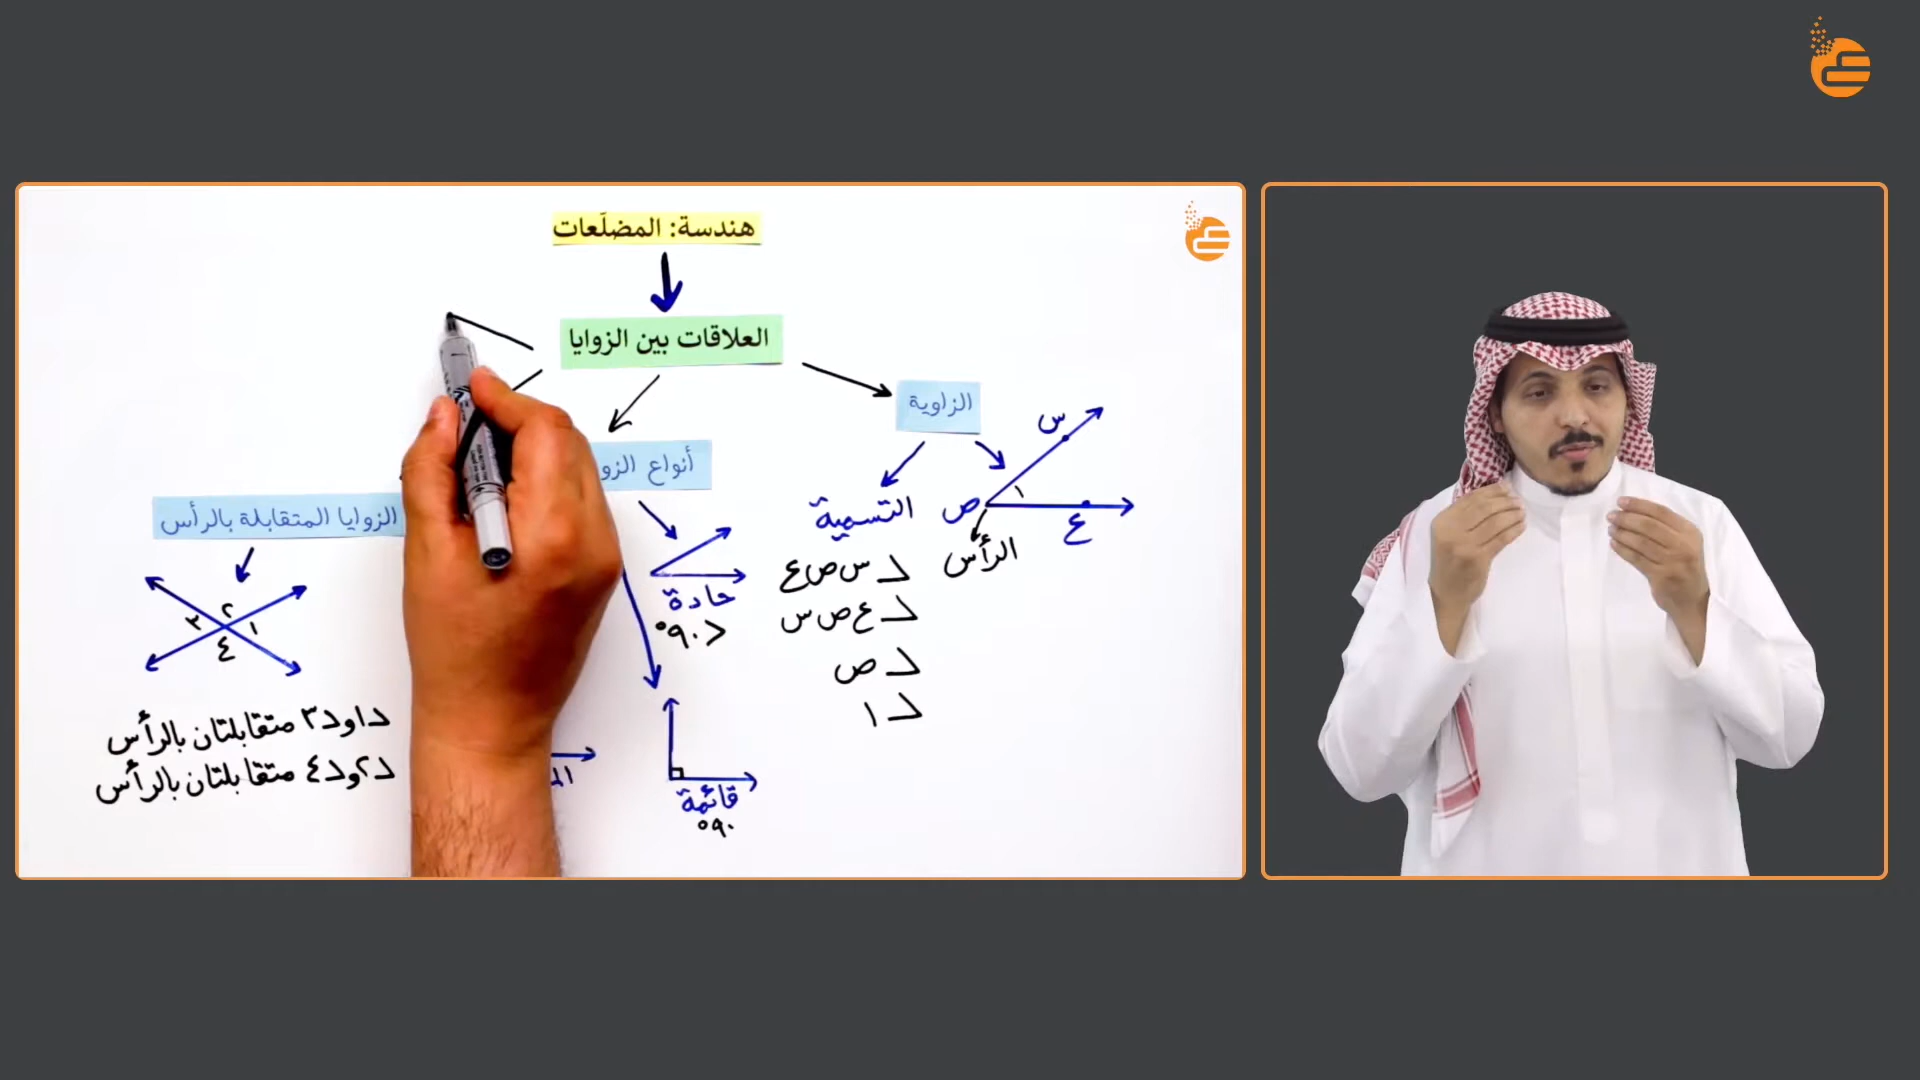 هندسة: المضلّعات
العلاقات بين الزوايا
الزاوية
س
ص
ع
١
الرأس
التسمية
∠ س ص ع
∠ ع ص س
∠ ص
∠ ١
أنواع
حادة
< ٩٠°
قائمة
٩٠°
الزوايا المتقابلة بالرأس
١
٢
٣
٤
∠١ و∠٣ متقابلتان بالرأس
∠٢ و∠٤ متقابلتان بالرأس